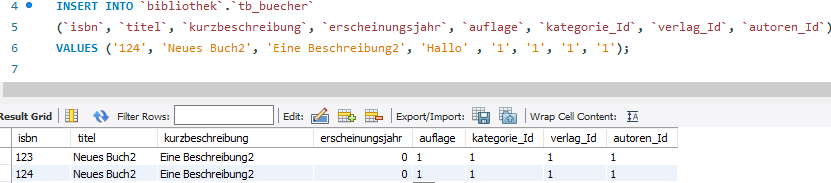 4 INSERT INTO `bibliothek`.`tb_buecher`
5 (`isbn`, `titel`, `kurzbeschreibung`, `erscheinungsjahr`, `auflage`, `kategorie_Id`, `verlag_Id`, `autoren_Id`)
6 VALUES ('124', 'Neues Buch2', 'Eine Beschreibung2', 'Hallo' , '1', '1', '1', '1');
7
Result Grid Filter Rows: Edit: Export/Import: Wrap Cell Content:
isbn titel kurzbeschreibung erscheinungsjahr auflage kategorie_Id verlag_Id autoren_Id
123 Neues Buch2 Eine Beschreibung2 0 1 1 1 1
124 Neues Buch2 Eine Beschreibung2 0 1 1 1 1